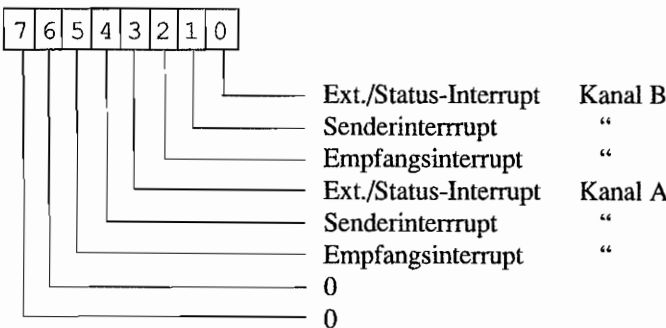 7 6 5 4 3 2 1 0
Ext./Status-Interrupt Kanal B
Senderinterrrupt “
Empfangsinterrupt “
Ext./Status-Interrupt Kanal A
Senderinterrrupt “
Empfangsinterrupt “
0
0